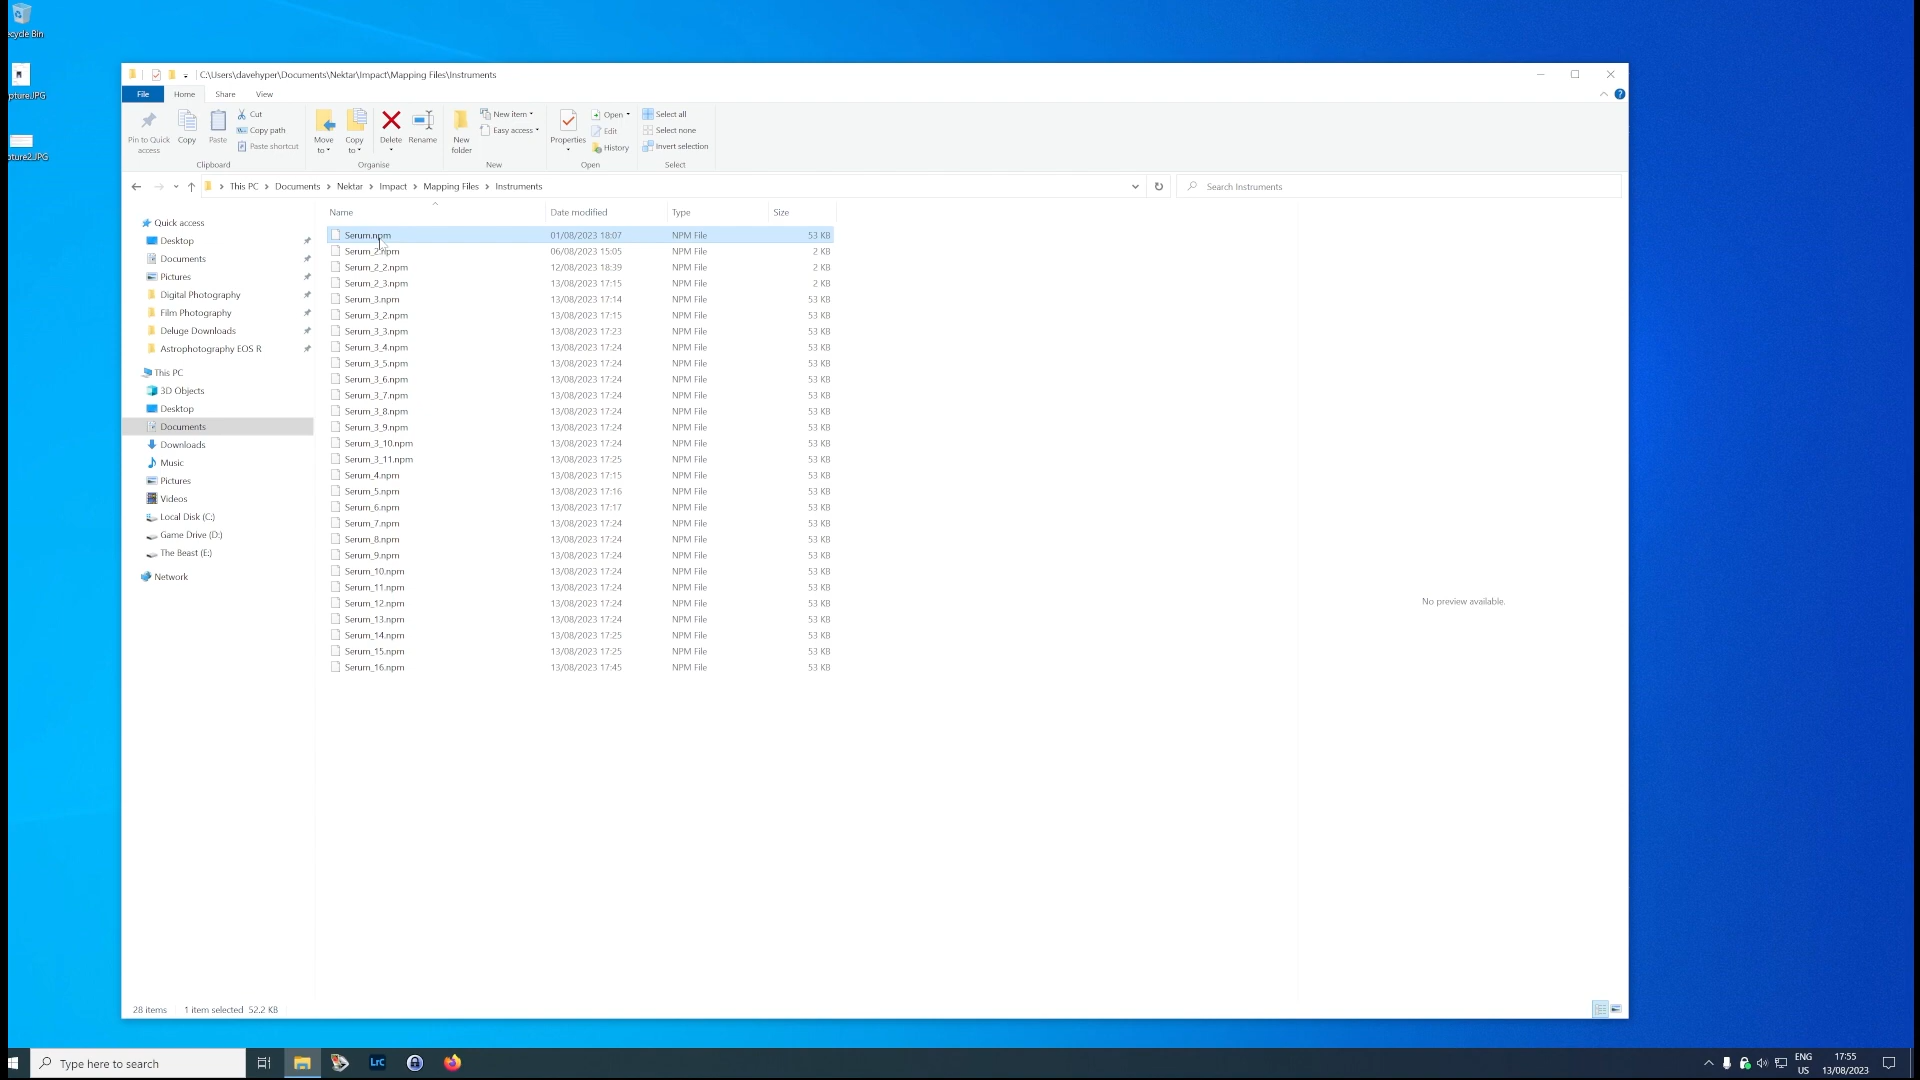 ecycle Bin
pture.JPG
pture2.JPG
C:\Users\davehyper\Documents\Nektar\Impact\Mapping Files\Instruments
File Home Share View
Pin to Quick access
Copy
Paste
Cut
Copy path
Paste shortcut
Clipboard
Move to
Copy to
Delete
Rename
Organise
New folder
New item
Easy access
New
Properties
Open
Edit
History
Open
Select all
Select none
Invert selection
Select
This PC > Documents > Nektar > Impact > Mapping Files > Instruments
Search Instruments
Quick access
Desktop
Documents
Pictures
Digital Photography
Film Photography
Deluge Downloads
Astrophotography EOS R
This PC
3D Objects
Desktop
Documents
Downloads
Music
Pictures
Videos
Local Disk (C:)
Game Drive (D:)
The Beast (E:)
Network
Name Date modified Type Size
Serum.npm 01/08/2023 18:07 NPM File 53 KB
Serum_2.npm 06/08/2023 15:05 NPM File 2 KB
Serum_2_2.npm 12/08/2023 18:39 NPM File 2 KB
Serum_2_3.npm 13/08/2023 17:15 NPM File 2 KB
Serum_3.npm 13/08/2023 17:14 NPM File 53 KB
Serum_3_2.npm 13/08/2023 17:15 NPM File 53 KB
Serum_3_3.npm 13/08/2023 17:23 NPM File 53 KB
Serum_3_4.npm 13/08/2023 17:24 NPM File 53 KB
Serum_3_5.npm 13/08/2023 17:24 NPM File 53 KB
Serum_3_6.npm 13/08/2023 17:24 NPM File 53 KB
Serum_3_7.npm 13/08/2023 17:24 NPM File 53 KB
Serum_3_8.npm 13/08/2023 17:24 NPM File 53 KB
Serum_3_9.npm 13/08/2023 17:24 NPM File 53 KB
Serum_3_10.npm 13/08/2023 17:24 NPM File 53 KB
Serum_3_11.npm 13/08/2023 17:25 NPM File 53 KB
Serum_4.npm 13/08/2023 17:15 NPM File 53 KB
Serum_5.npm 13/08/2023 17:16 NPM File 53 KB
Serum_6.npm 13/08/2023 17:17 NPM File 53 KB
Serum_7.npm 13/08/2023 17:24 NPM File 53 KB
Serum_8.npm 13/08/2023 17:24 NPM File 53 KB
Serum_9.npm 13/08/2023 17:24 NPM File 53 KB
Serum_10.npm 13/08/2023 17:24 NPM File 53 KB
Serum_11.npm 13/08/2023 17:24 NPM File 53 KB
Serum_12.npm 13/08/2023 17:24 NPM File 53 KB
Serum_13.npm 13/08/2023 17:24 NPM File 53 KB
Serum_14.npm 13/08/2023 17:25 NPM File 53 KB
Serum_15.npm 13/08/2023 17:25 NPM File 53 KB
Serum_16.npm 13/08/2023 17:45 NPM File 53 KB
No preview available.
28 items 1 item selected 52.2 KB
Type here to search
LrC
ENG
US
17:55
13/08/2023